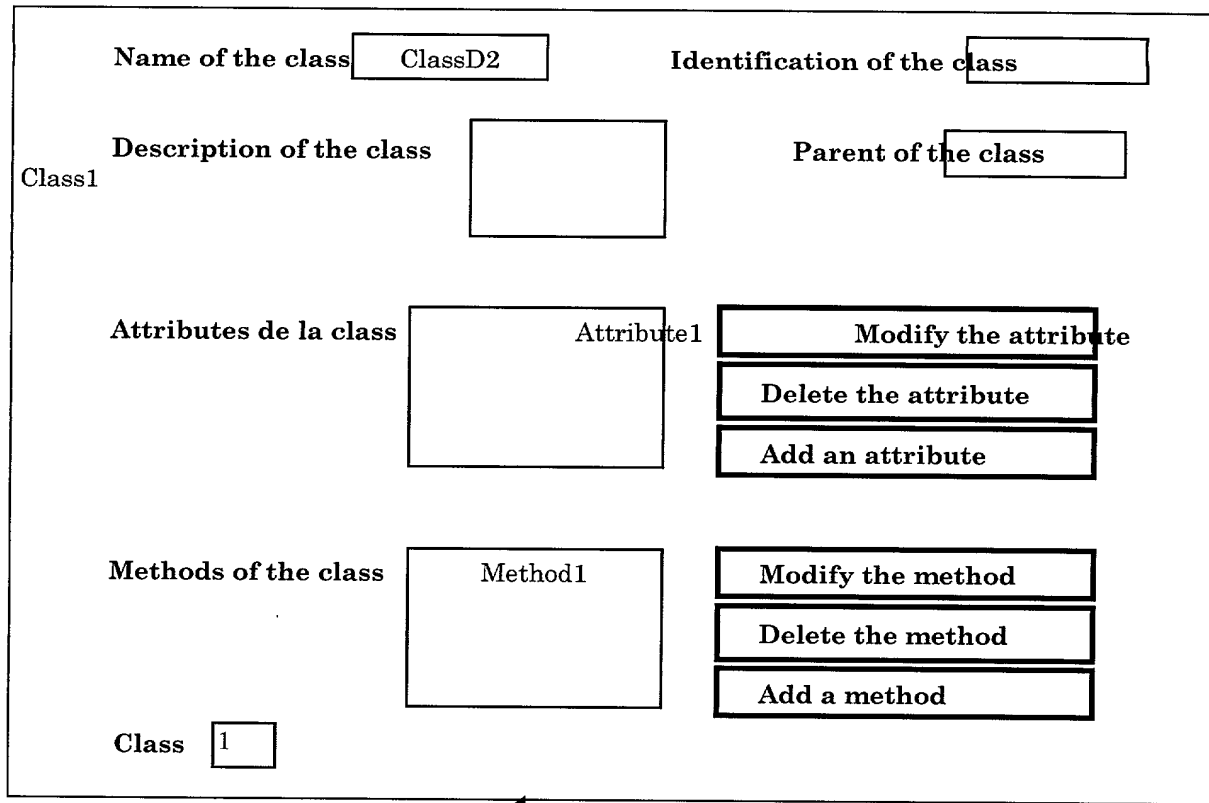 Name of the class ClassD2 Identification of the class
Description of the class Parent of the class
Class1
Attributes de la class Attribute1 Modify the attribute
Delete the attribute
Add an attribute
Methods of the class Method1 Modify the method
Delete the method
Add a method
Class 1